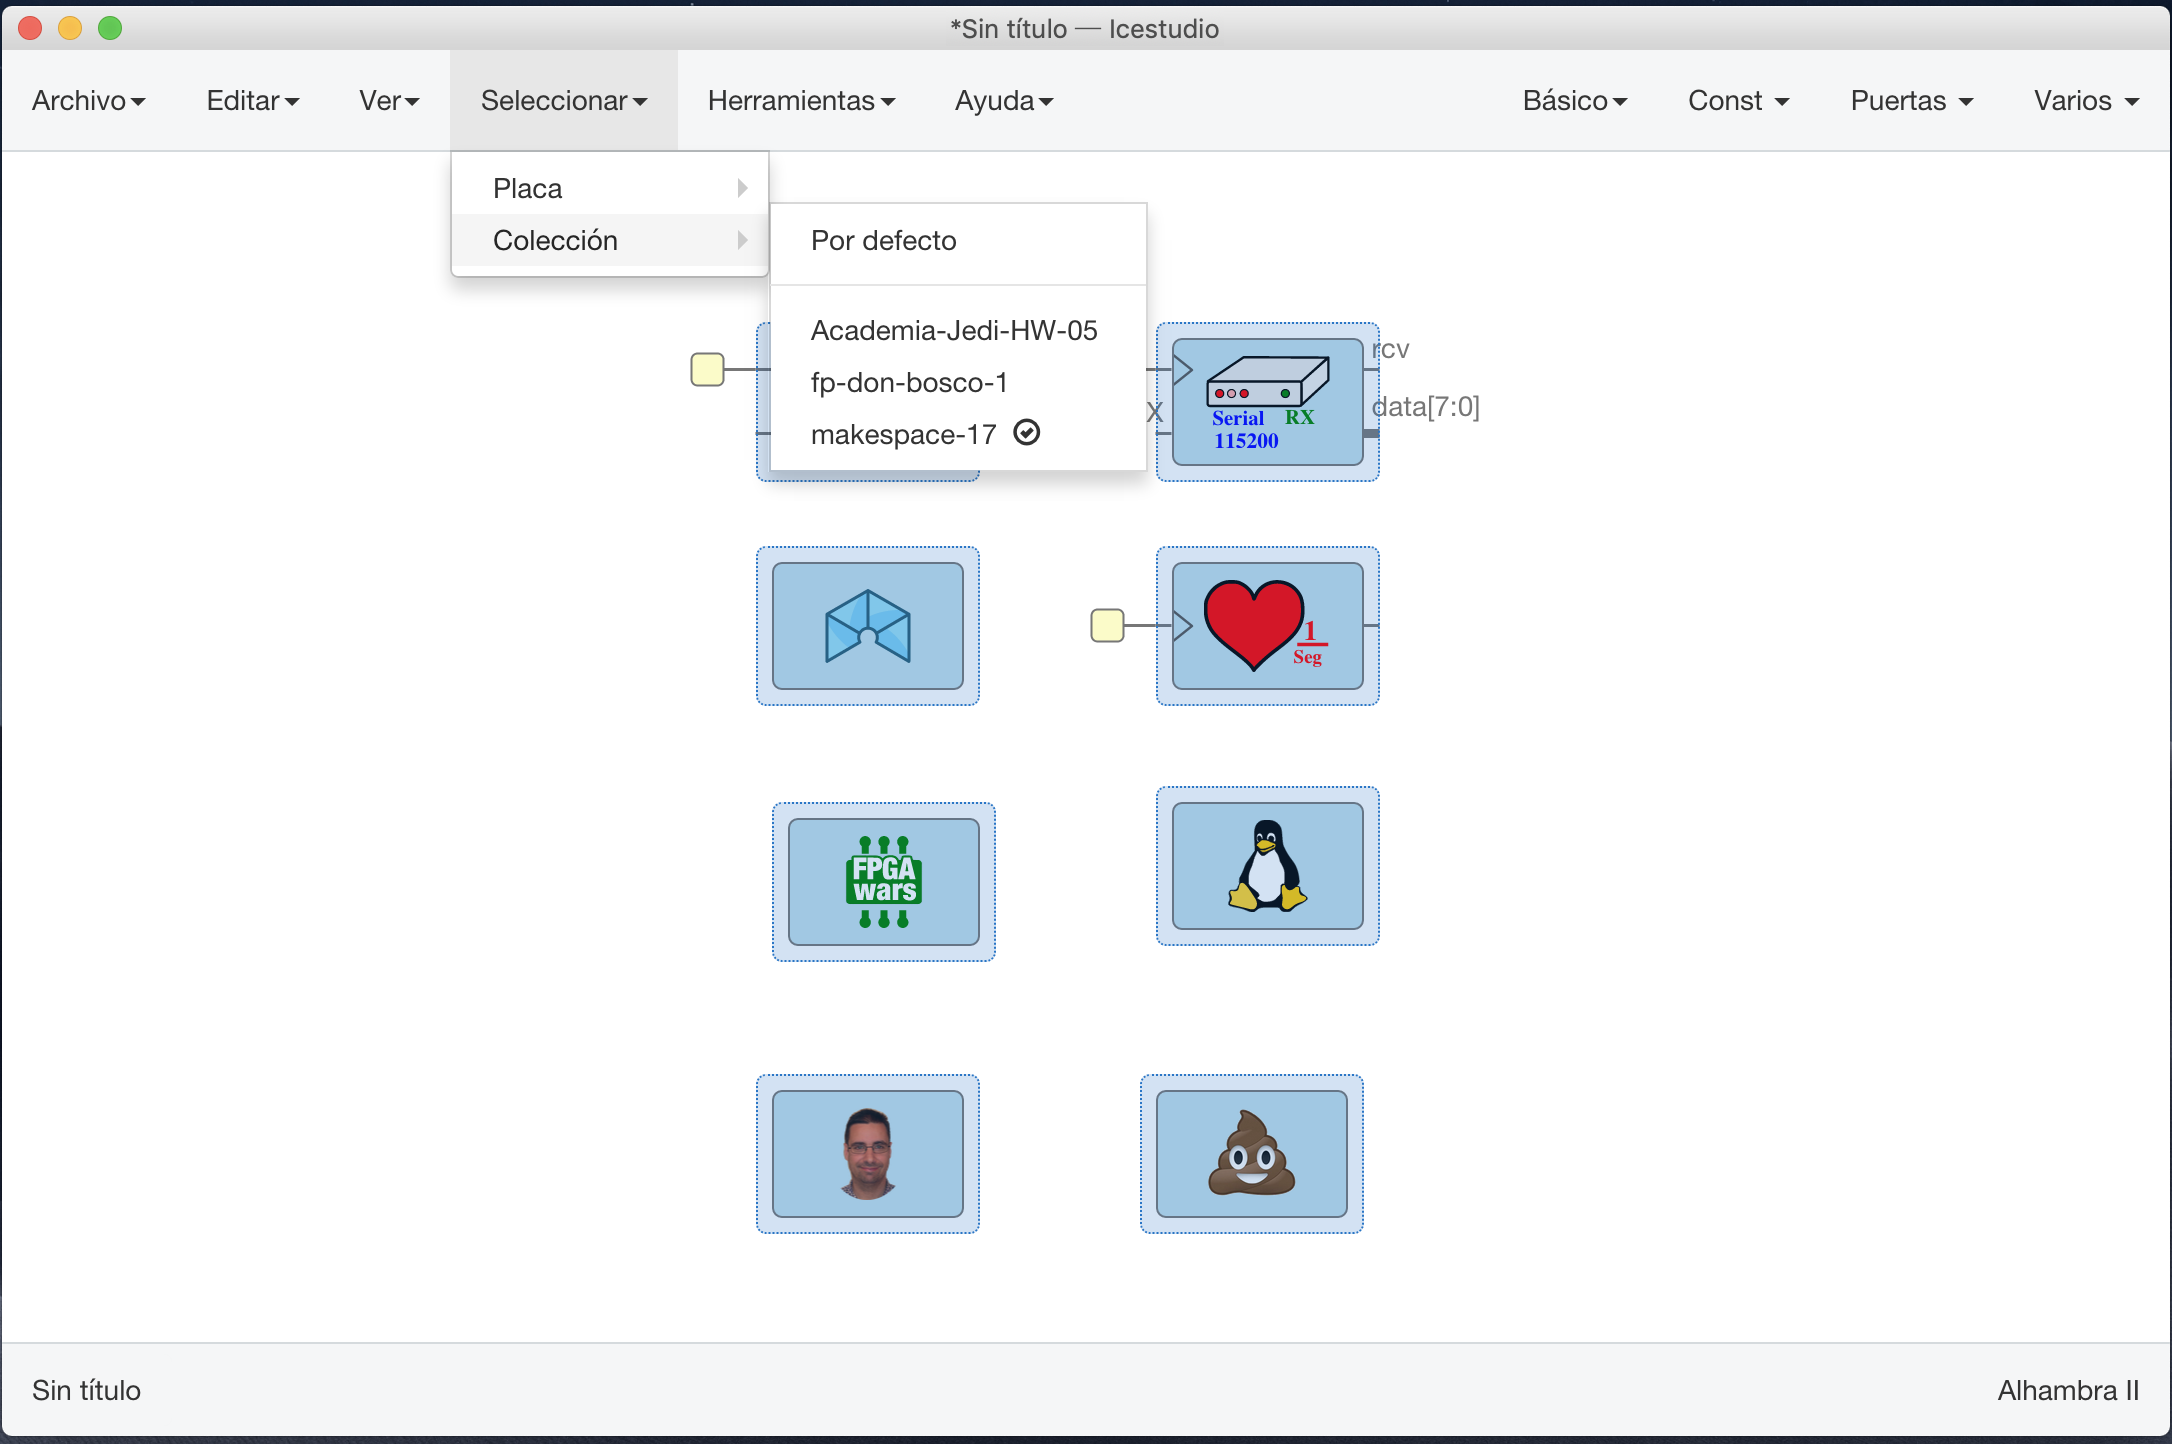 *Sin título — Icestudio
Archivo Editar Ver Seleccionar Herramientas Ayuda Básico Const Puertas Varios
Placa
Colección
Por defecto
Academia-Jedi-HW-05
fp-don-bosco-1
makespace-17
rcv
X
data[7:0]
Serial RX
115200
1
Seg
FPGA
wars
Sin título
Alhambra II